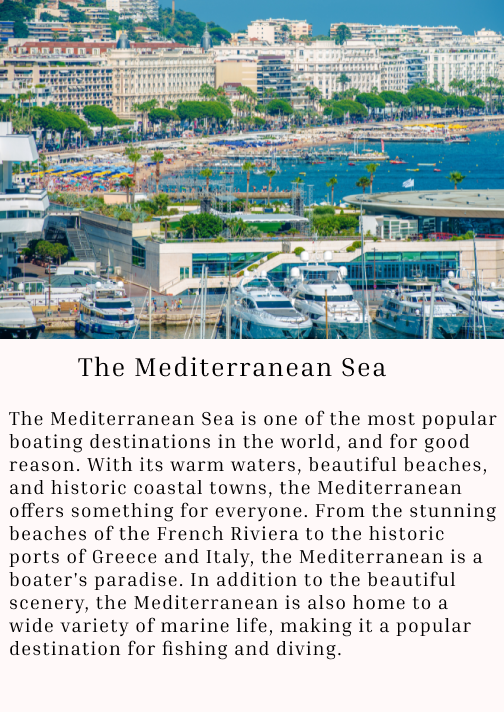 The Mediterranean Sea
The Mediterranean Sea is one of the most popular
boating destinations in the world, and for good
reason. With its warm waters, beautiful beaches,
and historic coastal towns, the Mediterranean
offers something for everyone. From the stunning
beaches of the French Riviera to the historic
ports of Greece and Italy, the Mediterranean is a
boater's paradise. In addition to the beautiful
scenery, the Mediterranean is also home to a
wide variety of marine life, making it a popular
destination for fishing and diving.